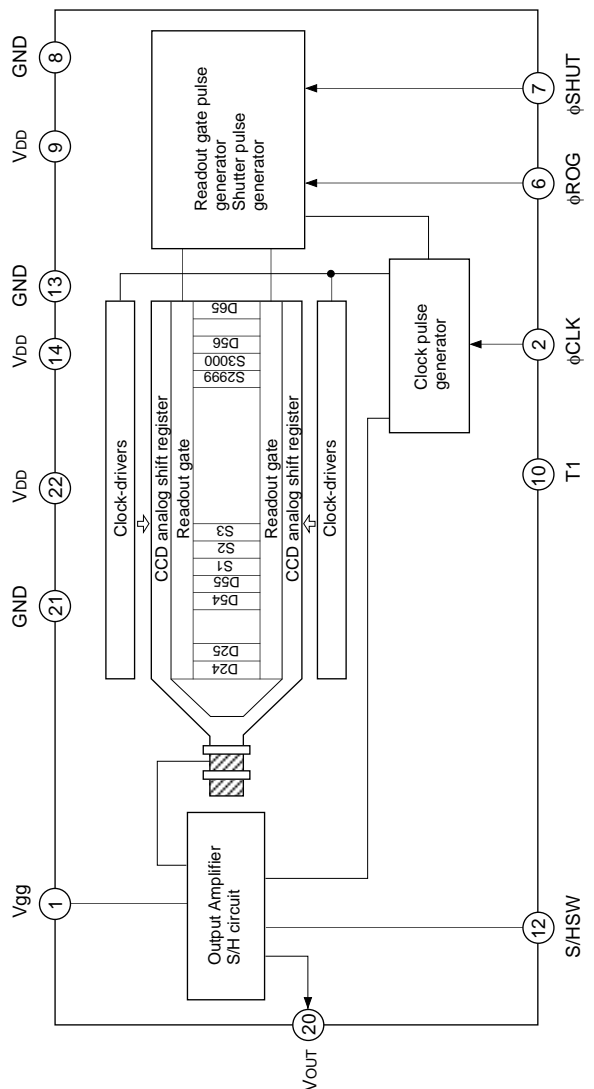 GND
8
VDD
9
GND
13
VDD
14
VDD
22
GND
21
Vgg
1
Readout gate pulse
generator
Shutter pulse
generator
Clock-drivers
CCD analog shift register
Readout gate
D24
D25
D54
D55
S1
S2
S3
S2999
S3000
D56
D65
Readout gate
CCD analog shift register
Clock-drivers
Clock pulse
generator
Output Amplifier
S/H circuit
7
ϕSHUT
6
ϕROG
2
ϕCLK
10
T1
12
S/HSW
20
VOUT